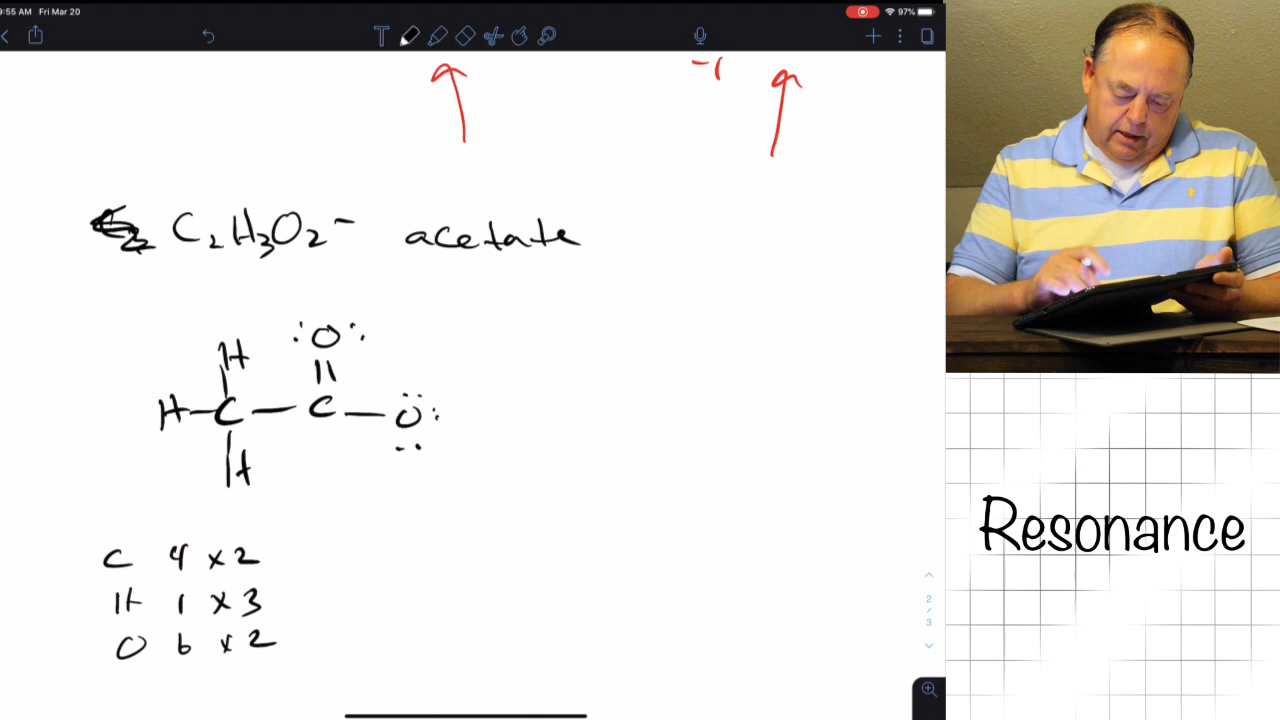 9:55 AM Fri Mar 20
97%
-1
C₂H₃O₂⁻ acetate
:O:
H
H-C-C-O:
H
C 4 x 2
H 1 x 3
O 6 x 2
2
/
3
Resonance